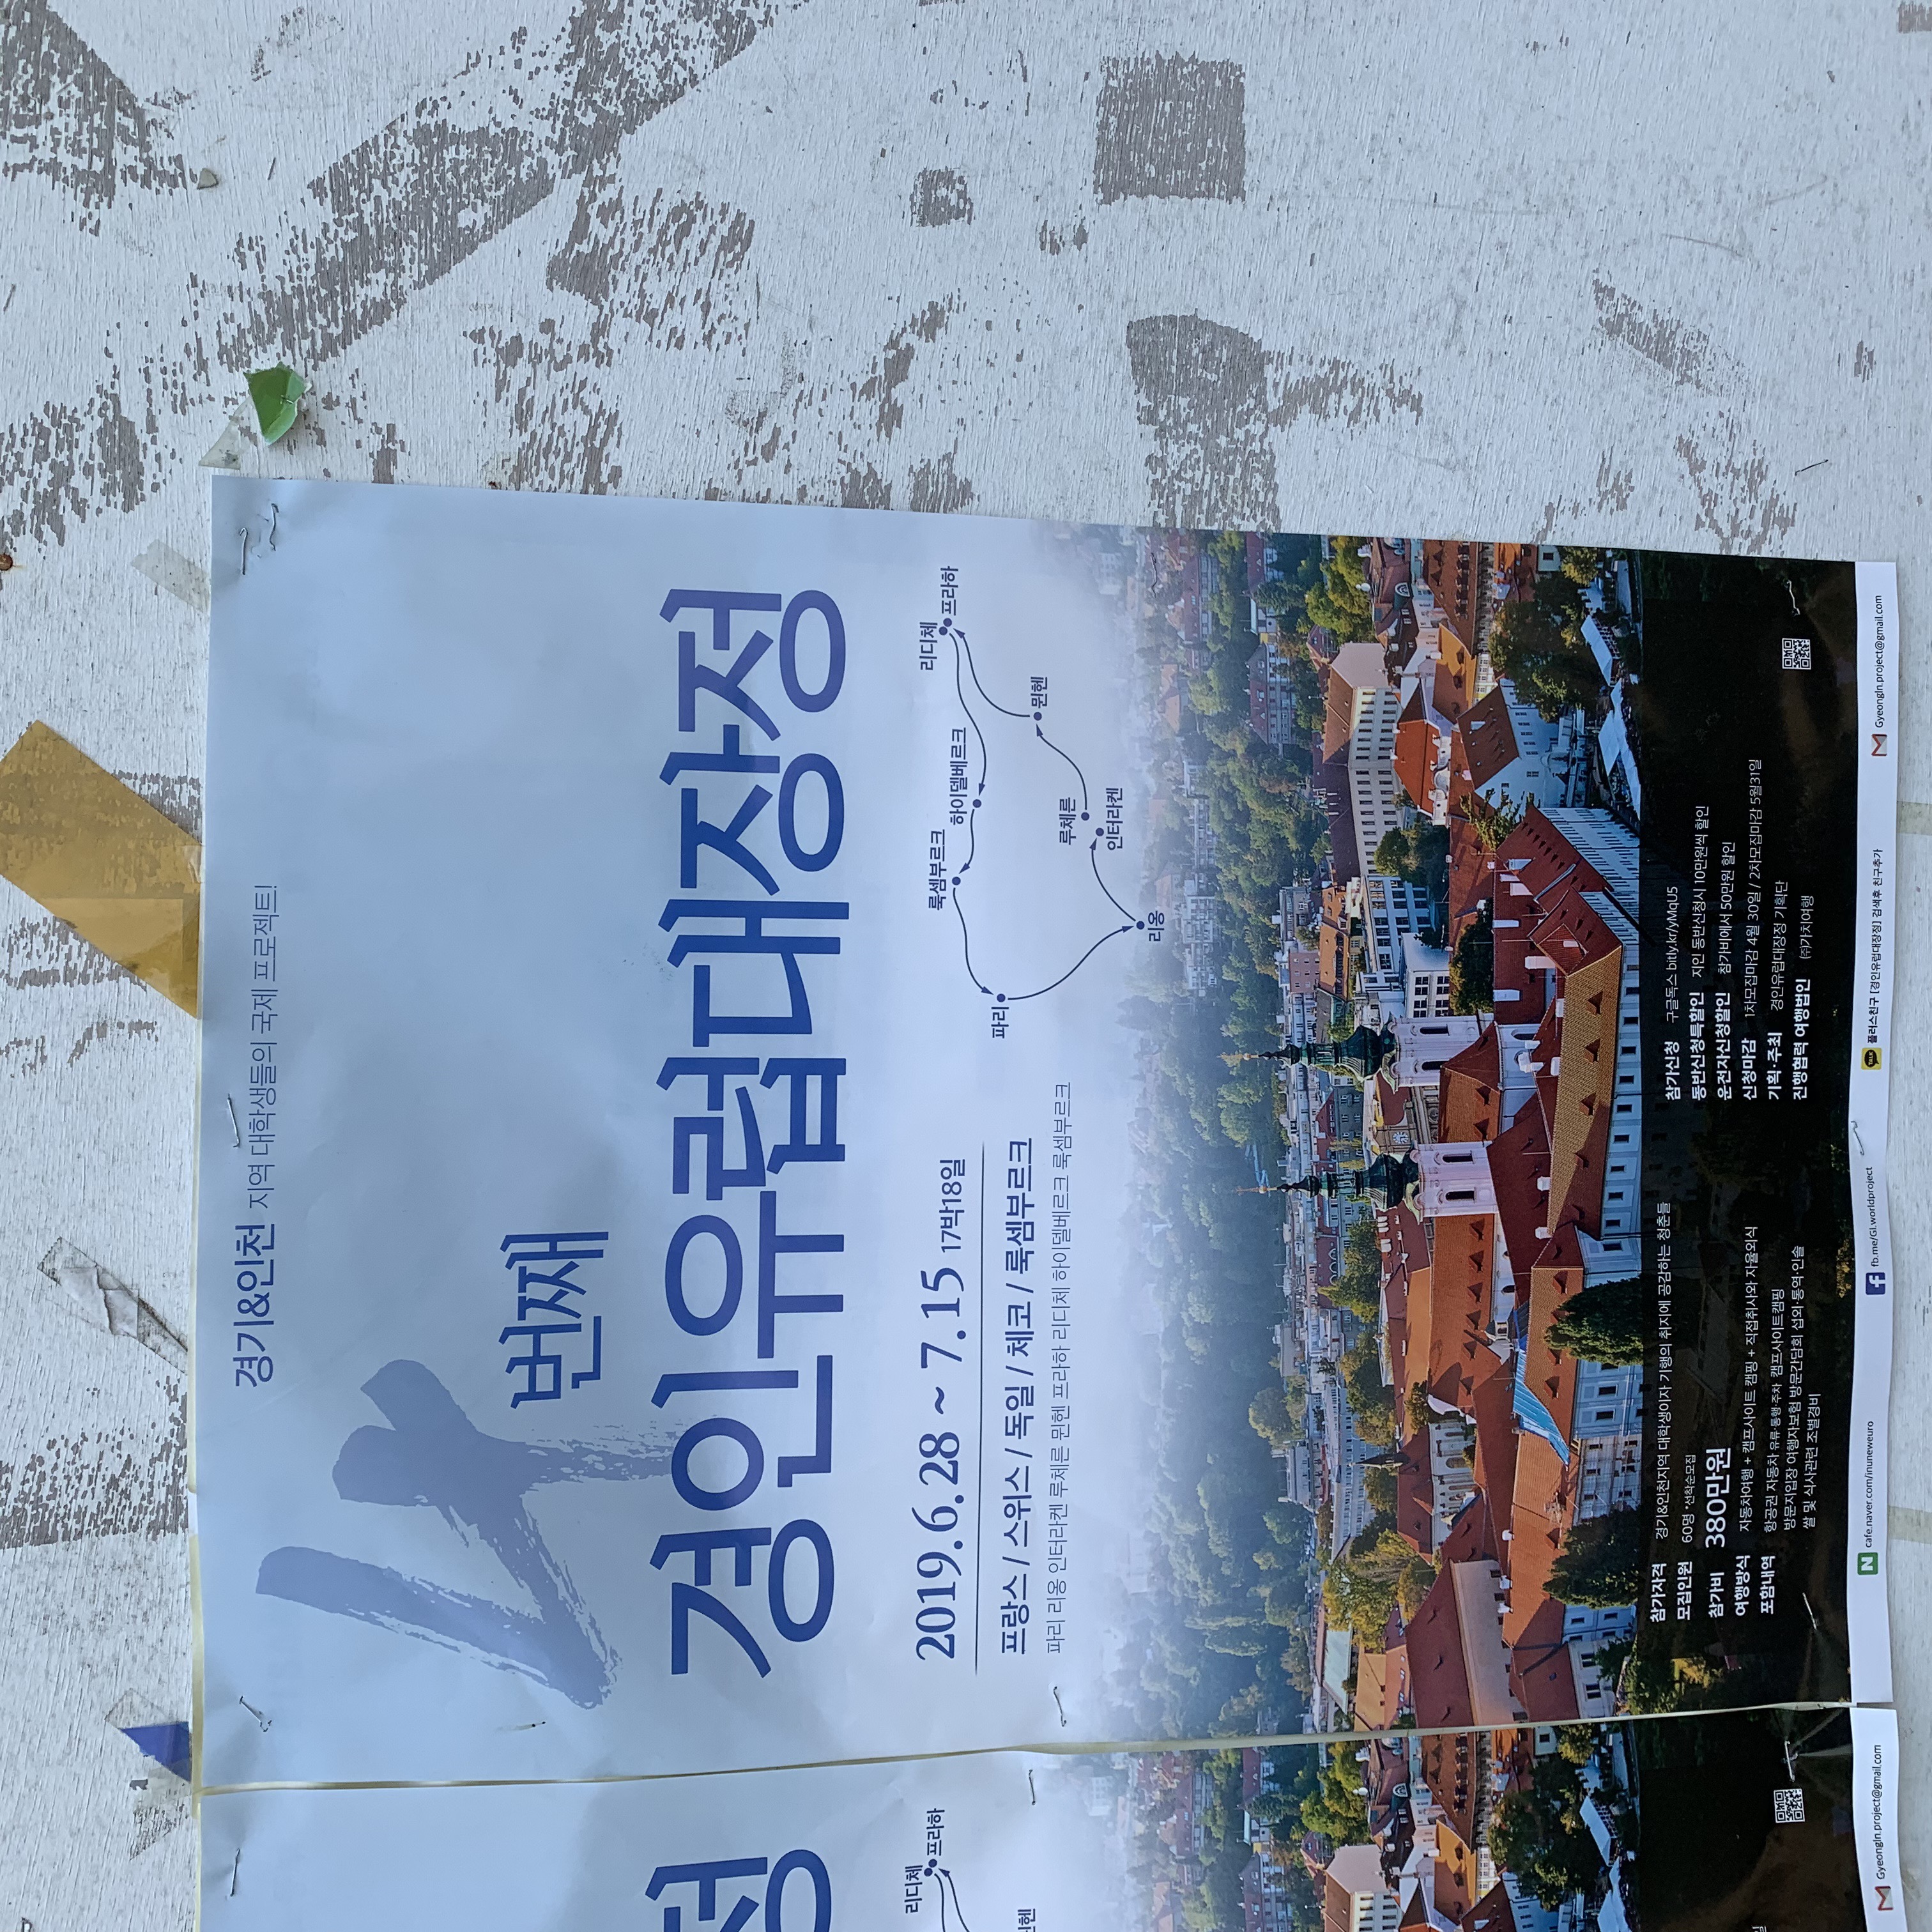 정
리디체
프라하
뮌헨
GyeongIn.project@gmail.com
경기&인천 지역 대학생들의 국제 프로젝트!
4번째
경인유럽대장정
2019.6.28 ~ 7.15 17박18일
프랑스 / 스위스 / 독일 / 체코 / 룩셈부르크
파리 리옹 인터라켄 루체른 뮌헨 프라하 리디체 하이델베르크 룩셈부르크
룩셈부르크
하이델베르크
리디체
프라하
파리
뮌헨
루체른
인터라켄
리옹
참가자격 경기&인천지역 대학생이자 기행의 취지에 공감하는 청춘들
모집인원 60명 *선착순모집
참가비 380만원
여행방식 자동차여행 + 캠프사이트 캠핑 + 직접취사와 자율외식
포함내역 항공권 자동차 유류·통행·주차 캠프사이트캠핑
방문지입장 여행자보험 방문간담회 섭외·통역·인솔
쌀 및 식사관련 조별경비
참가신청 구글독스 bitly.kr/yMqU5
동반신청특할인 지인 동반신청시 10만원씩 할인
운전자신청할인 참가비에서 50만원 할인
신청마감 1차모집마감 4월 30일 / 2차모집마감 5월31일
기획·주최 경인유럽대장정 기획단
진행협력 여행법인 ㈜가치여행
N cafe.naver.com/inuneweuro
f fb.me/GI.worldproject
TALK 플러스친구 [경인유럽대장정] 검색후 친구추가
GyeongIn.project@gmail.com